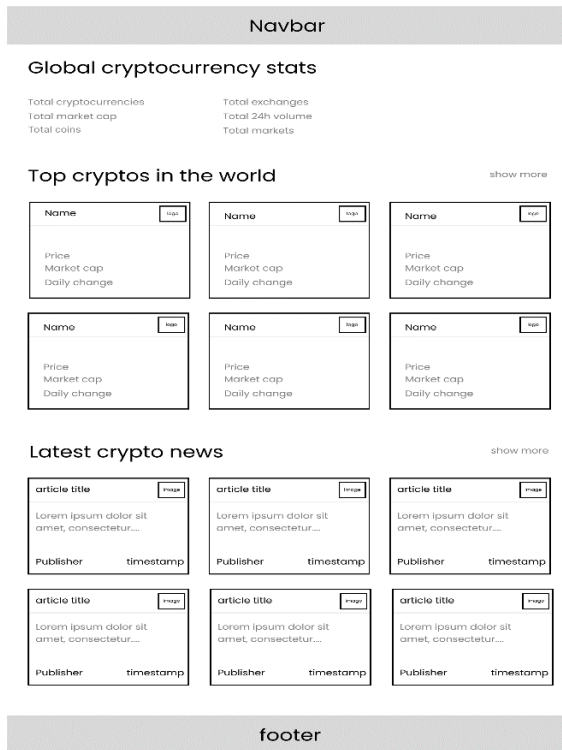 Navbar
Global cryptocurrency stats
Total cryptocurrencies
Total market cap
Total coins
Total exchanges
Total 24h volume
Total markets
Top cryptos in the world
show more
Name
logo
Price
Market cap
Daily change
Name
logo
Price
Market cap
Daily change
Name
logo
Price
Market cap
Daily change
Name
logo
Price
Market cap
Daily change
Name
logo
Price
Market cap
Daily change
Name
logo
Price
Market cap
Daily change
Latest crypto news
show more
article title
image
Lorem ipsum dolor sit
amet, consectetur....
Publisher timestamp
article title
image
Lorem ipsum dolor sit
amet, consectetur....
Publisher timestamp
article title
image
Lorem ipsum dolor sit
amet, consectetur....
Publisher timestamp
article title
image
Lorem ipsum dolor sit
amet, consectetur....
Publisher timestamp
article title
image
Lorem ipsum dolor sit
amet, consectetur....
Publisher timestamp
article title
image
Lorem ipsum dolor sit
amet, consectetur....
Publisher timestamp
footer